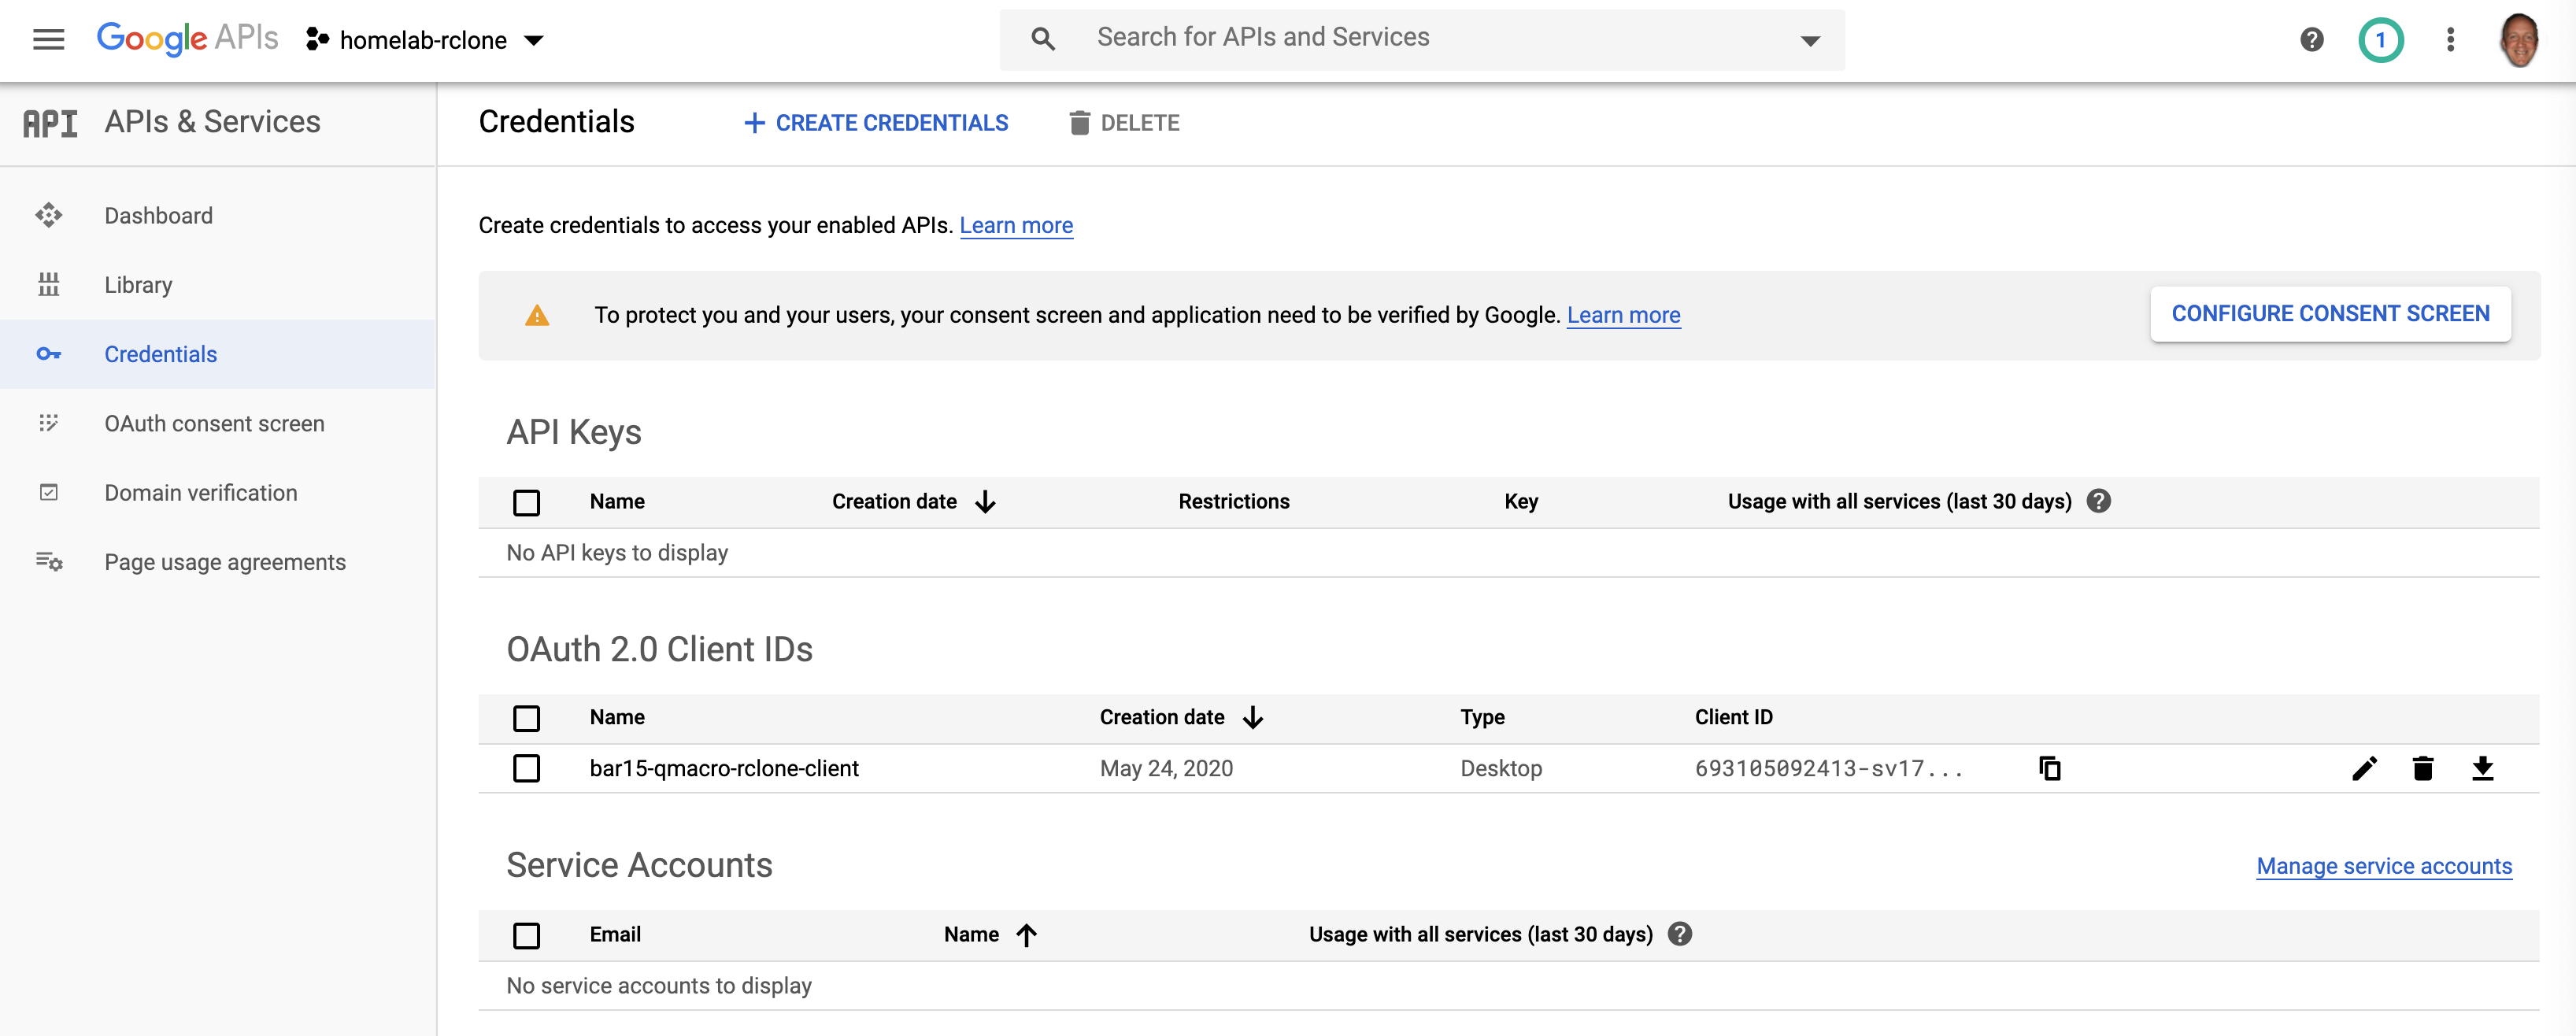 Google APIs homelab-rclone Search for APIs and Services 1
API APIs & Services
Credentials CREATE CREDENTIALS DELETE
Dashboard
Library
Credentials
OAuth consent screen
Domain verification
Page usage agreements
Create credentials to access your enabled APIs. Learn more
To protect you and your users, your consent screen and application need to be verified by Google. Learn more CONFIGURE CONSENT SCREEN
API Keys
Name Creation date Restrictions Key Usage with all services (last 30 days)
No API keys to display
OAuth 2.0 Client IDs
Name Creation date Type Client ID
bar15-qmacro-rclone-client May 24, 2020 Desktop 693105092413-sv17...
Service Accounts Manage service accounts
Email Name Usage with all services (last 30 days)
No service accounts to display